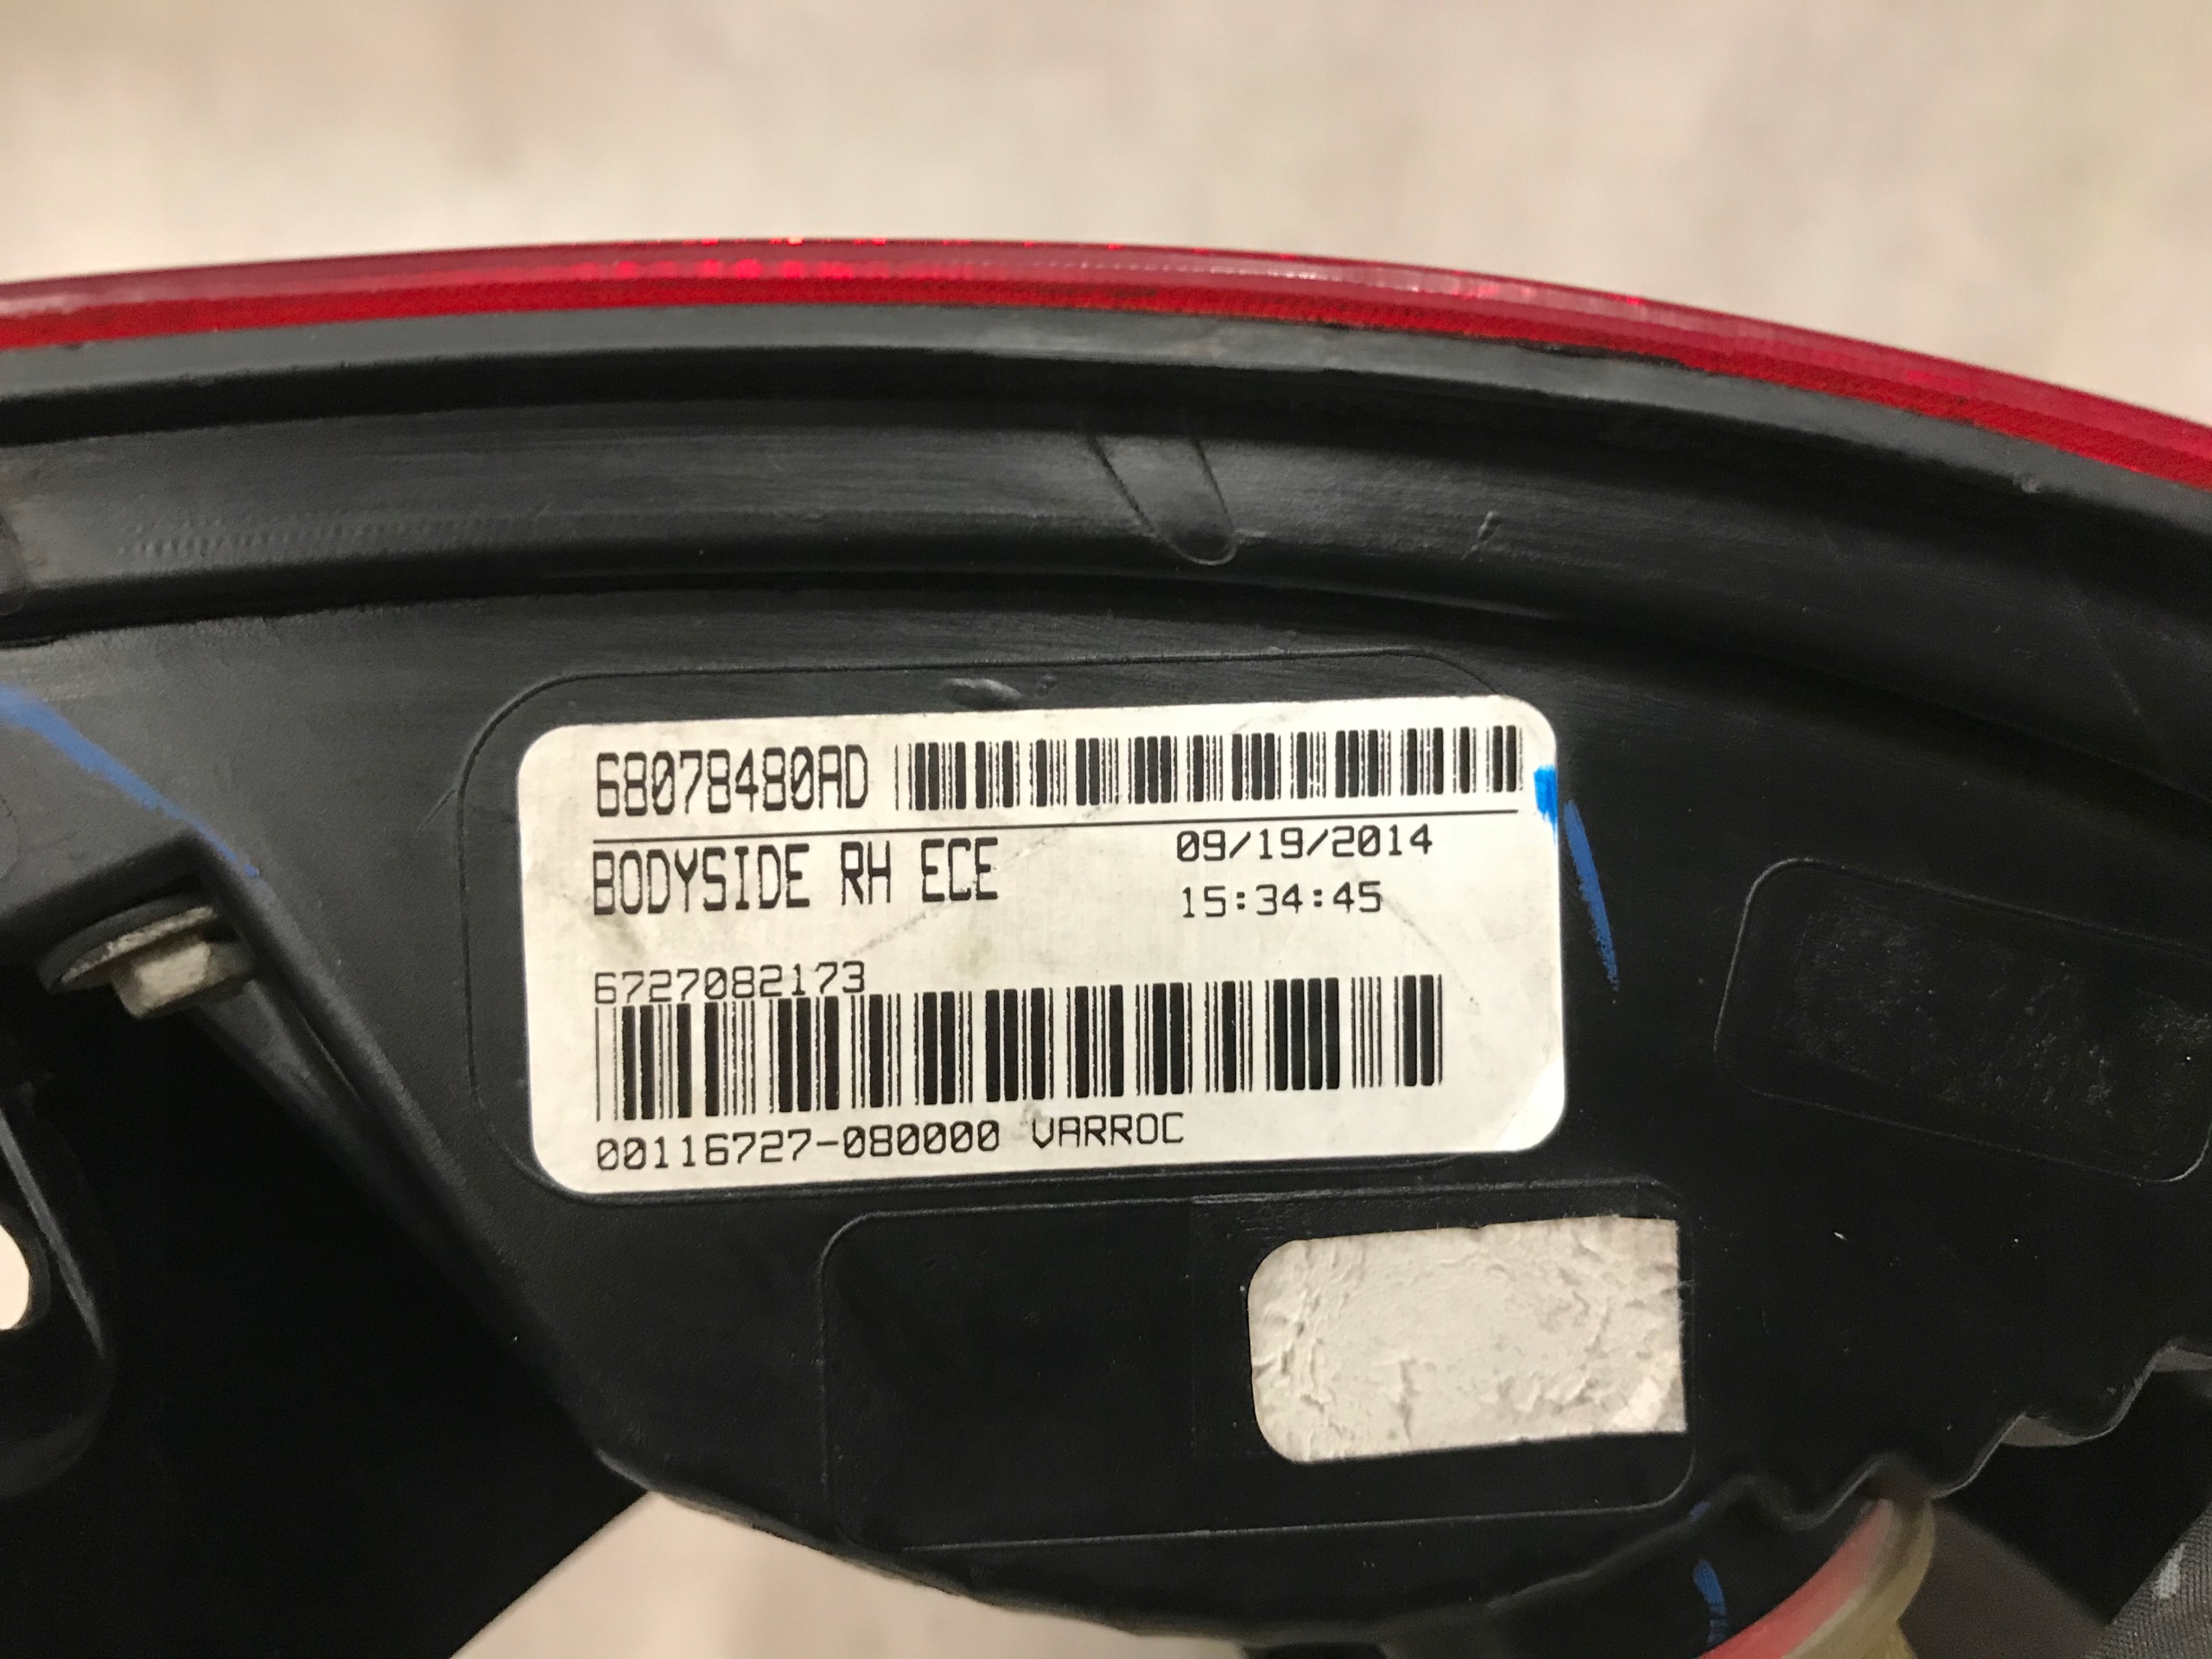 68078480AD
BODYSIDE RH ECE
09/19/2014
15:34:45
6727082173
00116727-080000 VARROC